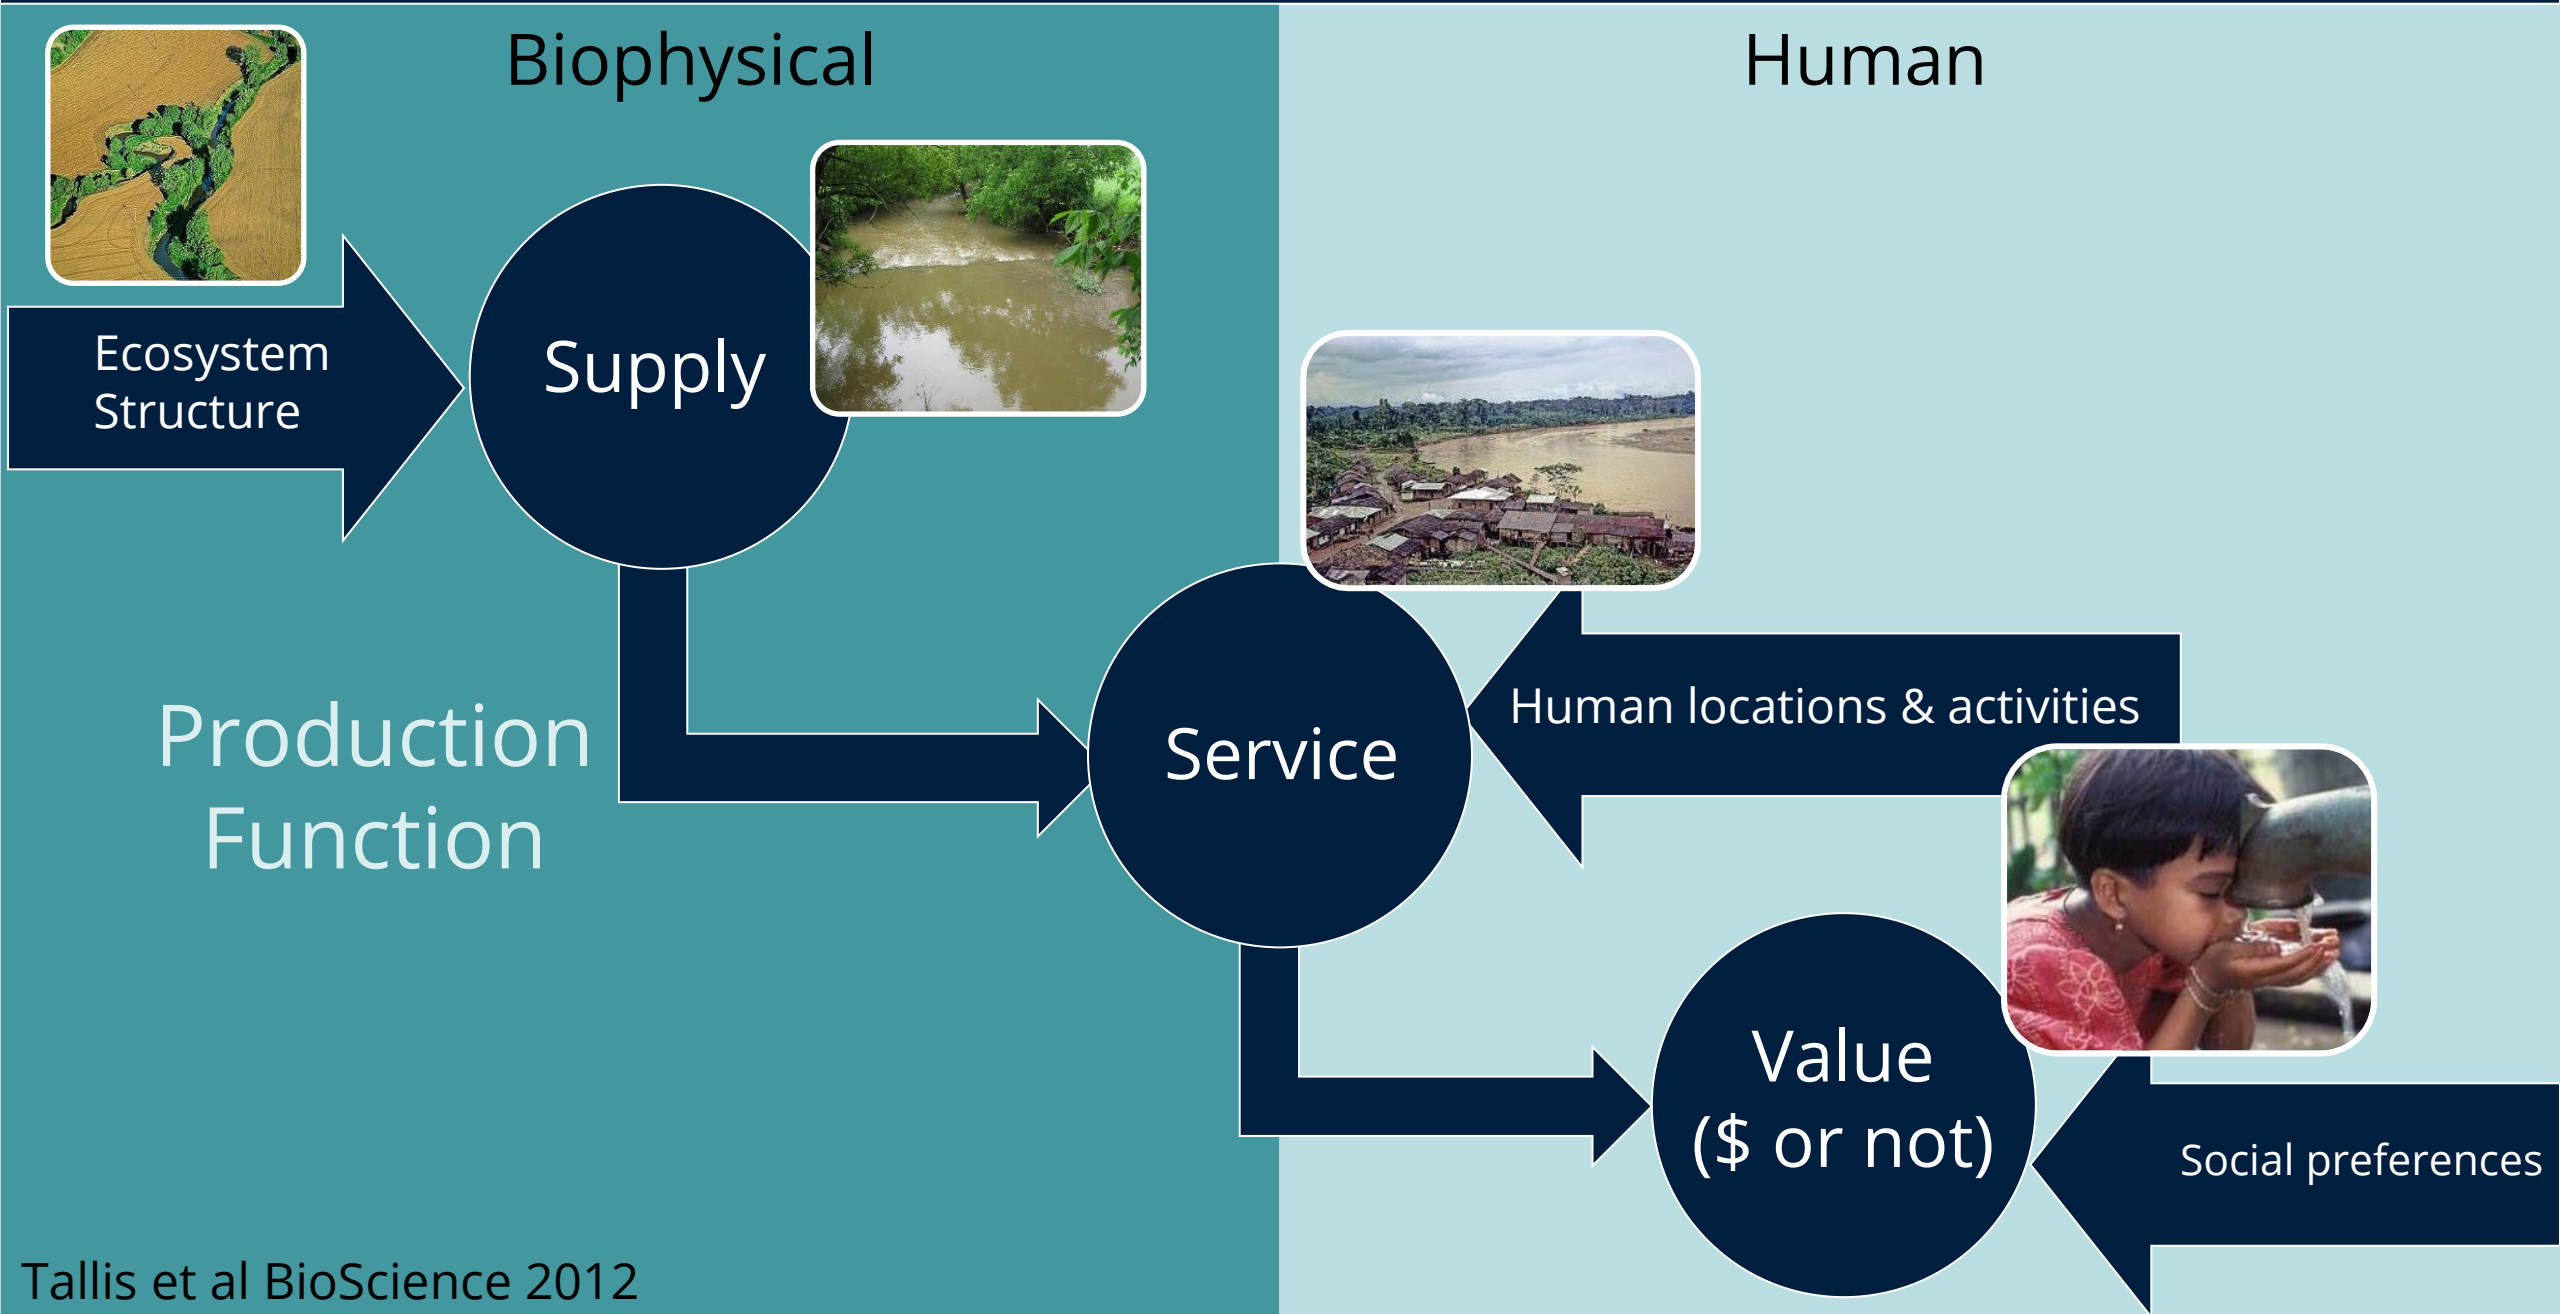 Biophysical
Human
Ecosystem
Structure
Supply
Production
Function
Service
Human locations & activities
Value
($ or not)
Social preferences
Tallis et al BioScience 2012